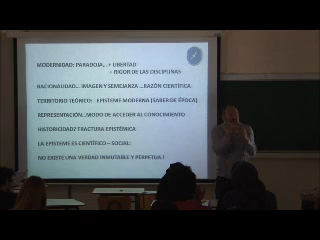 MODERNIDAD: PARADOJA... + LIBERTAD
+ RIGOR DE LAS DISCIPLINAS
RACIONALIDAD... IMAGEN Y SEMEJANZA ...RAZÓN CIENTÍFICA.
TERRITORIO TEÓRICO: EPISTEME MODERNA (SABER DE ÉPOCA)
REPRESENTACIÓN...:MODO DE ACCEDER AL CONOCIMIENTO
HISTORICIDAD? FRACTURA EPISTÉMICA
LA EPISTEME ES CIENTÍFICO – SOCIAL:
NO EXISTE UNA VERDAD INMUTABLE Y PERPETUA !